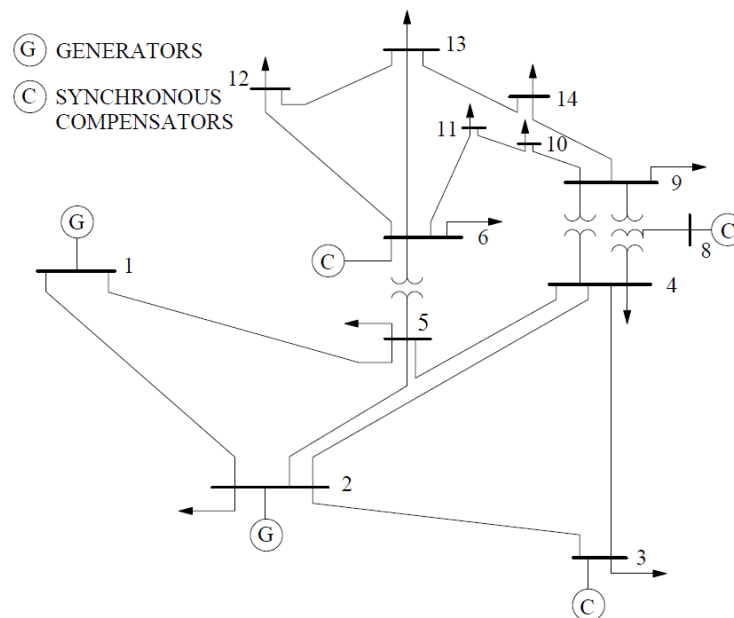 G GENERATORS
C SYNCHRONOUS
COMPENSATORS
13
12
14
11
10
9
G
6
C
8
C
1
4
5
2
G
3
C